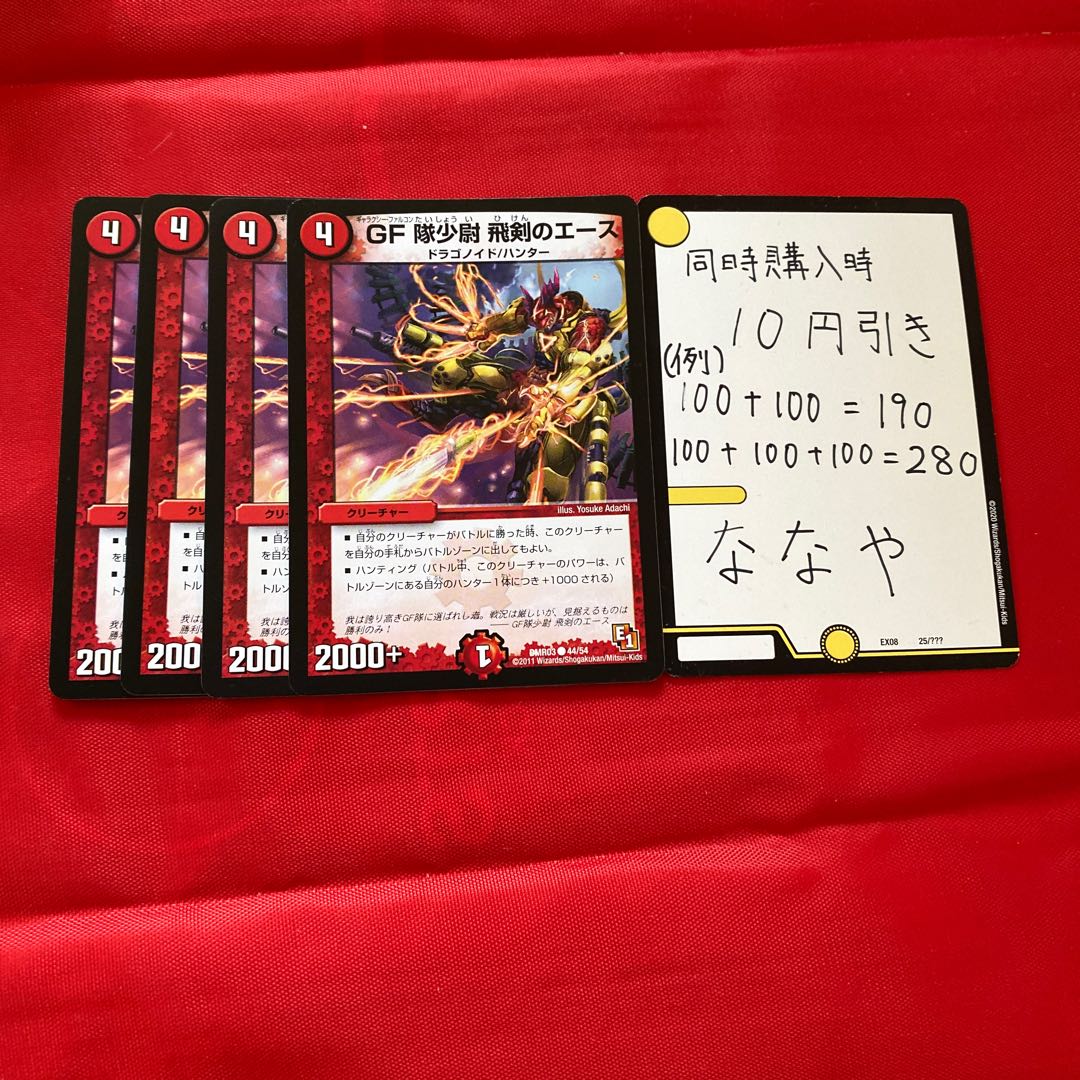 4
4
4
4
ギャラクシー・ファルコン たいしょうい ひけん
GF 隊少尉 飛剣のエース
ドラゴノイド/ハンター
illus. Yosuke Adachi
クリーチャー
■ 自分のクリーチャーがバトルに勝った時、このクリーチャー
を自分の手札からバトルゾーンに出してもよい。
■ ハンティング(バトル中、このクリーチャーのパワーは、バ
トルゾーンにある自分のハンター1体につき+1000される)
我は誇り高きGF隊に選ばれし者。戦況は厳しいが、見据えるものは
勝利のみ!
—— GF隊少尉 飛剣のエース
2000+
1
E1
DMR03 ● 44/54
©2011 Wizards/Shogakukan/Mitsui-Kids
200
200
2000
同時購入時
10円引き
(例)
100+100=190
100+100+100=280
ななや
©2020 Wizards/Shogakukan/Mitsui-Kids
EX08 25/???